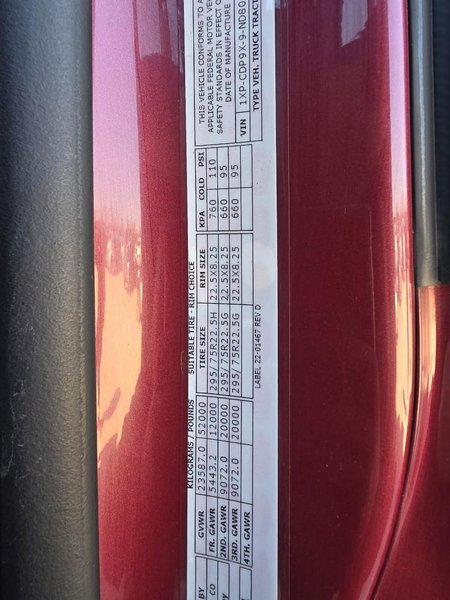 BY
CO
Y
KILOGRAMS / POUNDS SUITABLE TIRE - RIM CHOICE
GVWR 23587.0 52000 TIRE SIZE RIM SIZE KPA COLD PSI
FR. GAWR 5443.2 12000 295/75R22.5H 22.5X8.25 760 110
2ND. GAWR 9072.0 20000 295/75R22.5G 22.5X8.25 660 95
3RD. GAWR 9072.0 20000 295/75R22.5G 22.5X8.25 660 95
4TH. GAWR
LABEL 22-01467 REV D
THIS VEHICLE CONFORMS TO A
APPLICABLE FEDERAL MOTOR VE
SAFETY STANDARDS IN EFFECT O
DATE OF MANUFACTURE
VIN 1XP-CDP9X-9-ND80
TYPE VEH. TRUCK TRACT